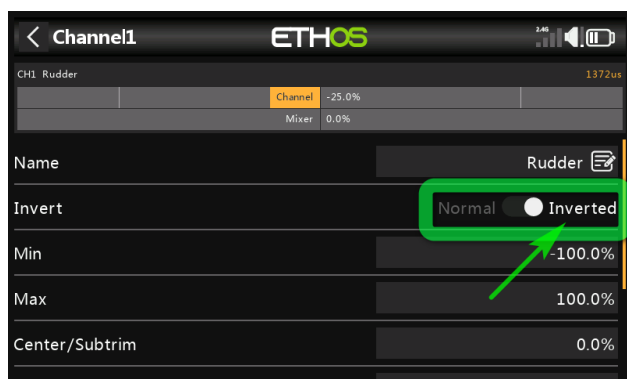 Channel1 ETHOS 2.4G
CH1 Rudder 1372us
Channel -25.0%
Mixer 0.0%
Name Rudder
Invert Normal Inverted
Min -100.0%
Max 100.0%
Center/Subtrim 0.0%